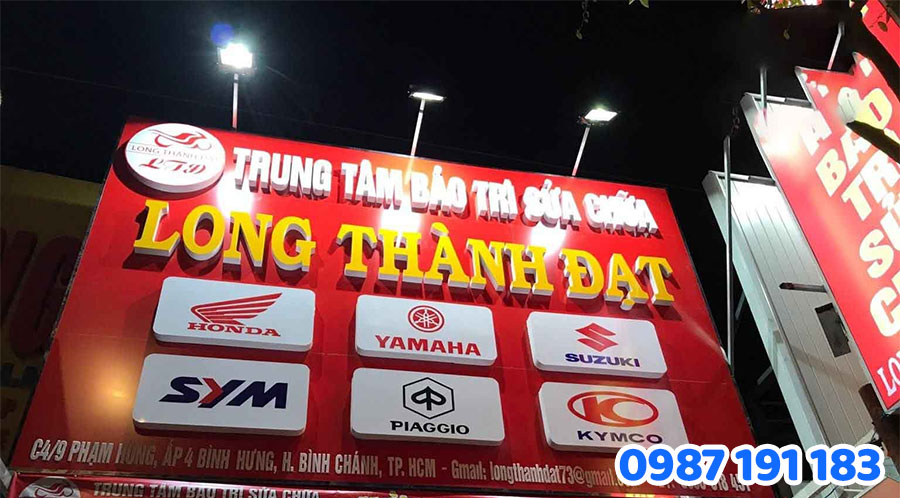 LONG THÀNH ĐẠT
LTĐ
TRUNG TÂM BẢO TRÌ SỬA CHỮA
LONG THÀNH ĐẠT
HONDA
YAMAHA
SUZUKI
SYM
PIAGGIO
KYMCO
C4/9 PHẠM HÙNG, ẤP 4 BÌNH HƯNG, H. BÌNH CHÁNH, TP. HCM - Gmail: longthanhdat73@gmail
0987 191 183
TRUNG TÂM BẢO TRÌ SỬA CHỮA
BẢO
TRÌ
SỬA
LONG